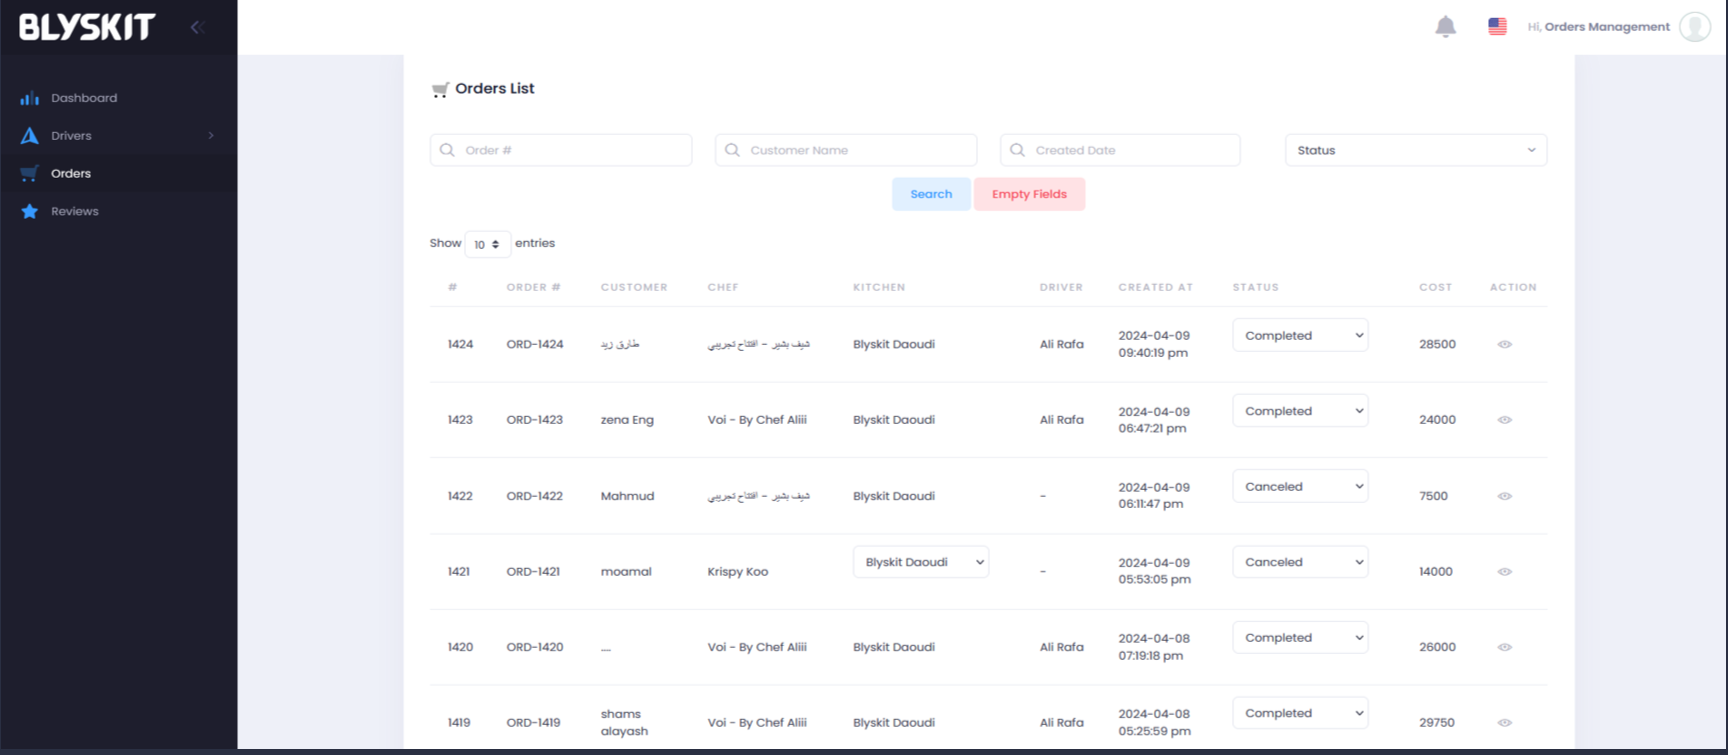 BLYSKIT
Hi, Orders Management
Dashboard
Drivers
Orders
Reviews
Orders List
Order #
Customer Name
Created Date
Status
Search
Empty Fields
Show 10 entries
# ORDER # CUSTOMER CHEF KITCHEN DRIVER CREATED AT STATUS COST ACTION
1424 ORD-1424 طارق زيد شيف بشير - افتتاح تجريبي Blyskit Daoudi Ali Rafa 2024-04-09 09:40:19 pm Completed 28500
1423 ORD-1423 zena Eng Voi - By Chef Aliii Blyskit Daoudi Ali Rafa 2024-04-09 06:47:21 pm Completed 24000
1422 ORD-1422 Mahmud شيف بشير - افتتاح تجريبي Blyskit Daoudi - 2024-04-09 06:11:47 pm Canceled 7500
1421 ORD-1421 moamal Krispy Koo Blyskit Daoudi - 2024-04-09 05:53:05 pm Canceled 14000
1420 ORD-1420 .... Voi - By Chef Aliii Blyskit Daoudi Ali Rafa 2024-04-08 07:19:18 pm Completed 26000
1419 ORD-1419 shams alayash Voi - By Chef Aliii Blyskit Daoudi Ali Rafa 2024-04-08 05:25:59 pm Completed 29750